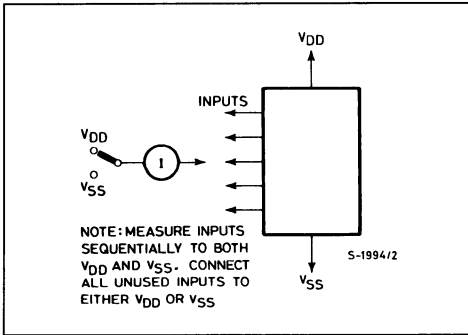 VDD
INPUTS
VDD
I
VSS
NOTE: MEASURE INPUTS
SEQUENTIALLY TO BOTH
VDD AND VSS. CONNECT
ALL UNUSED INPUTS TO
EITHER VDD OR VSS
S-1994/2
VSS